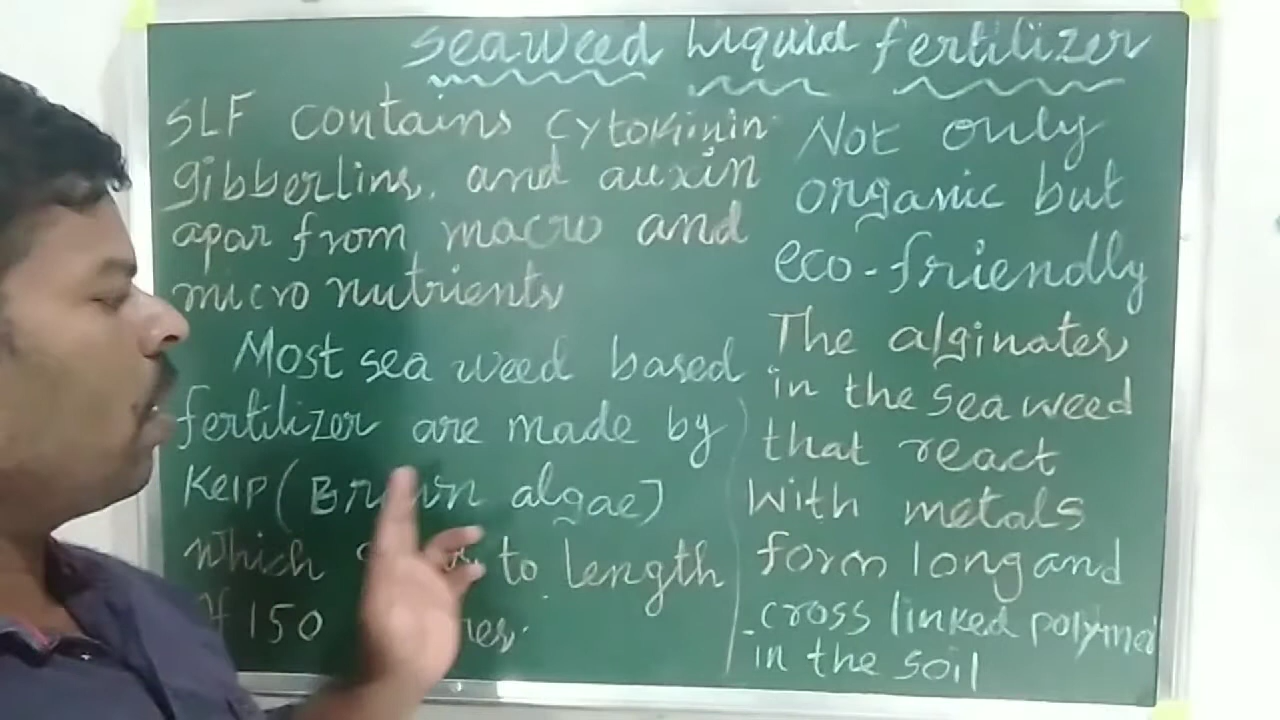 Seaweed Liquid fertilizer
SLF contains cytokinin
gibberlins, and auxin
apar from macro and
micro nutrients
Most sea weed based
fertilizer are made by
Kelp (Brown algae)
which to length
150
Not only
organic but
eco-friendly
The alginates
in the sea weed
that react
With metals
form long and
cross linked polymer
in the soil